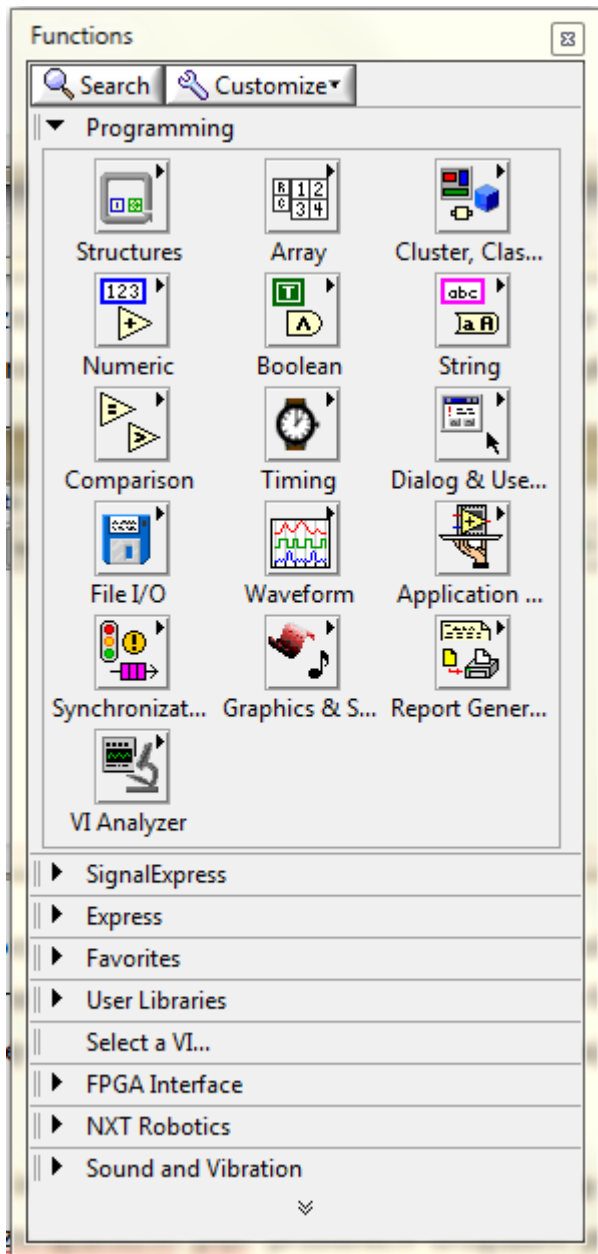 Functions
Search Customize
Programming
Structures Array Cluster, Clas...
Numeric Boolean String
Comparison Timing Dialog & Use...
File I/O Waveform Application ...
Synchronizat... Graphics & S... Report Gener...
VI Analyzer
SignalExpress
Express
Favorites
User Libraries
Select a VI...
FPGA Interface
NXT Robotics
Sound and Vibration